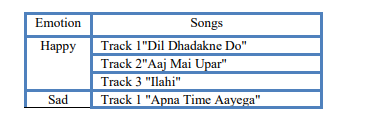 Emotion Songs
Happy Track 1"Dil Dhadakne Do"
Track 2"Aaj Mai Upar"
Track 3 "Ilahi"
Sad Track 1 "Apna Time Aayega"